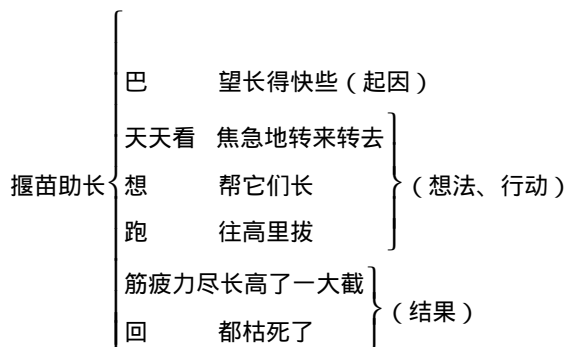 巴 望长得快些（起因）
天天看 焦急地转来转去
揠苗助长 想 帮它们长 （想法、行动）
跑 往高里拔
筋疲力尽长高了一大截
（结果）
回 都枯死了